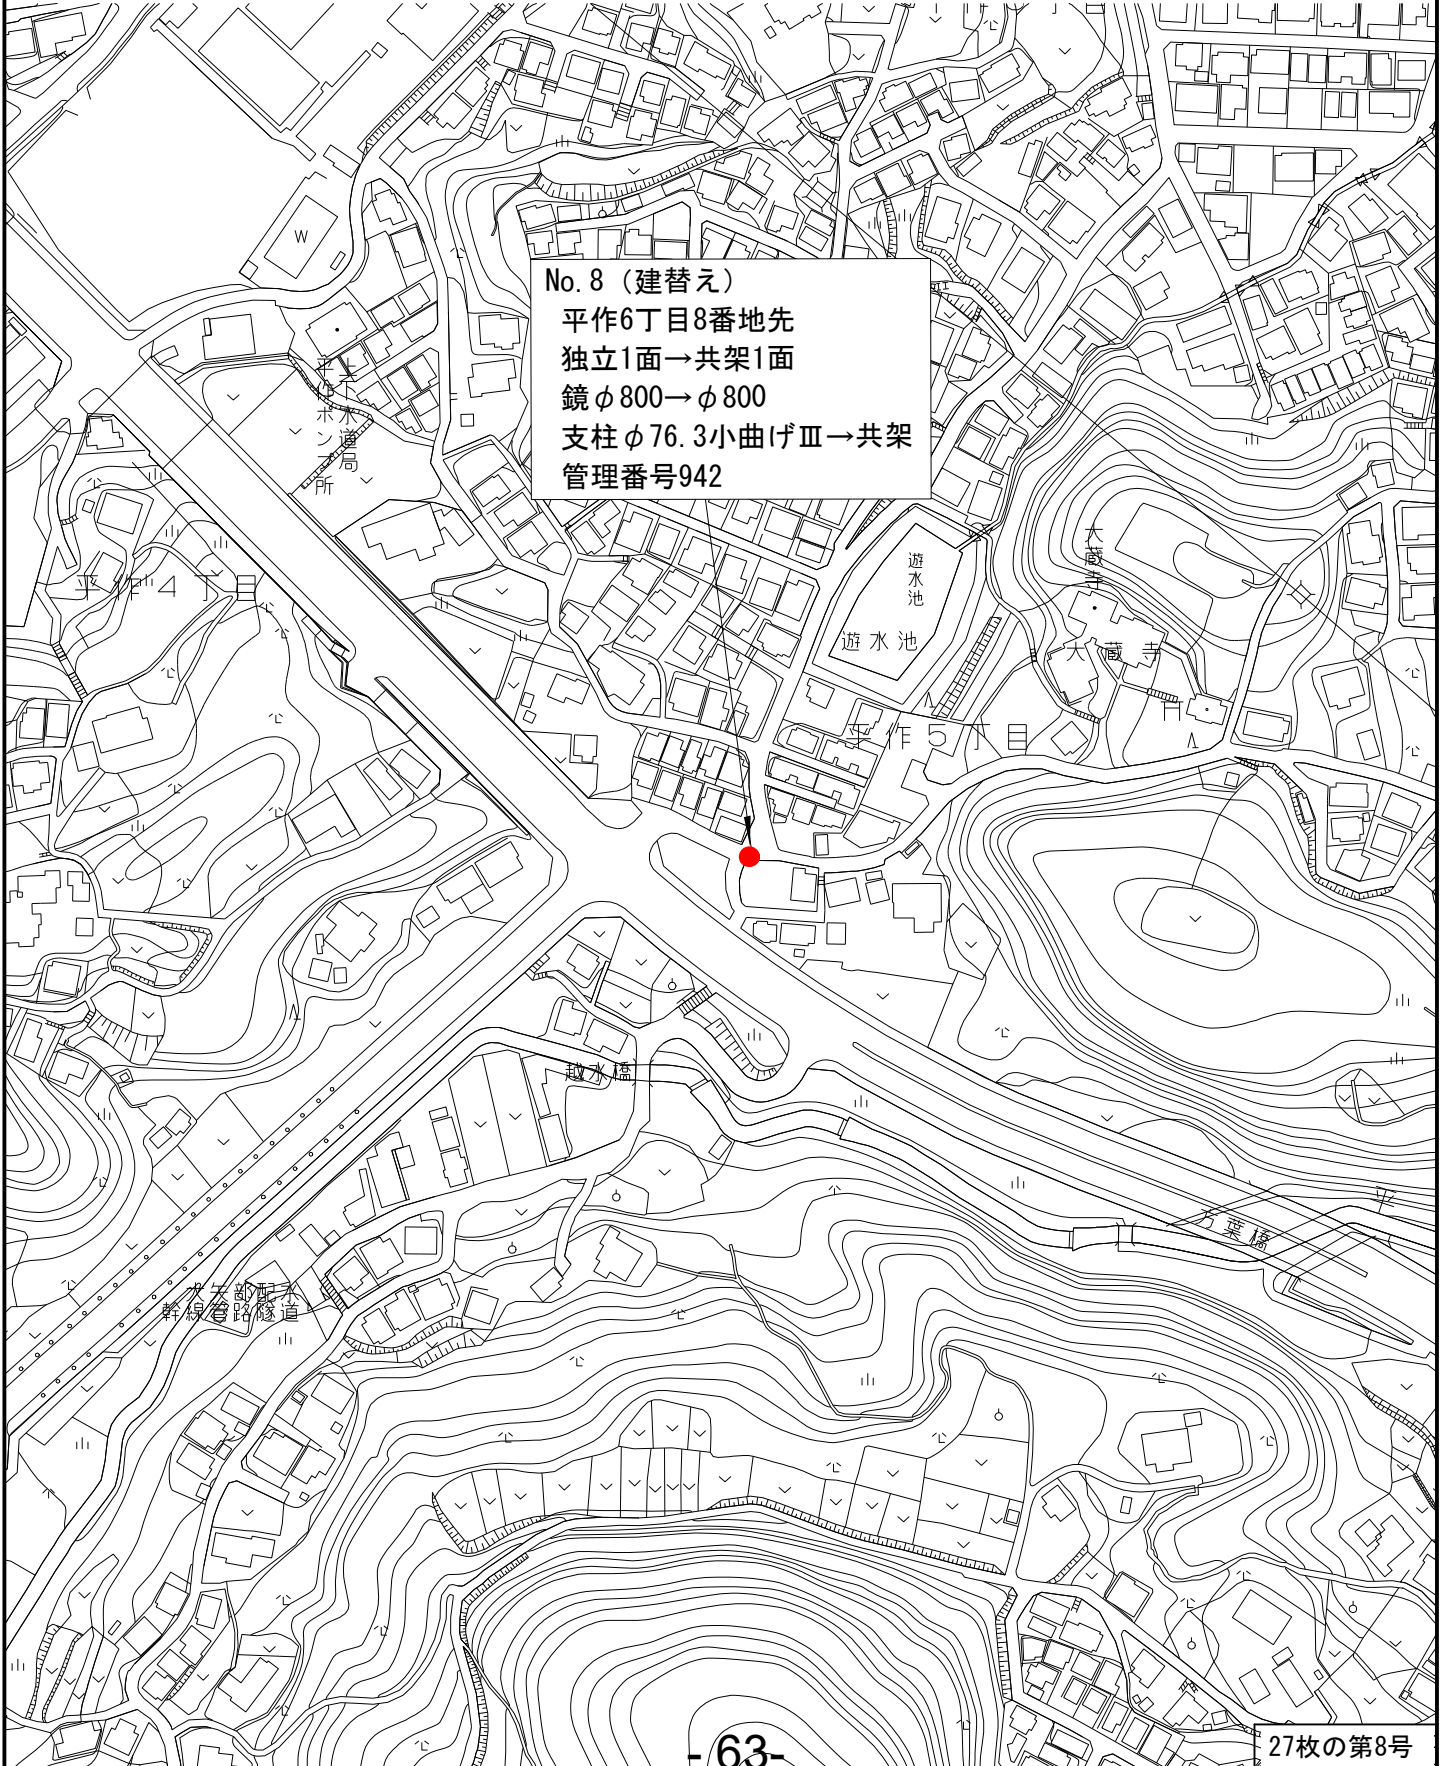 No.8（建替え）
平作6丁目8番地先
独立1面→共架1面
鏡φ800→φ800
支柱φ76.3小曲げⅢ→共架
管理番号942
W
上下水道局
平作ポンプ所
平作4丁目
遊水池
遊水池
大蔵寺
大蔵寺
平作5丁目
越水橋
万葉橋
平
大矢部配水
幹線管路隧道
-63-
27枚の第8号